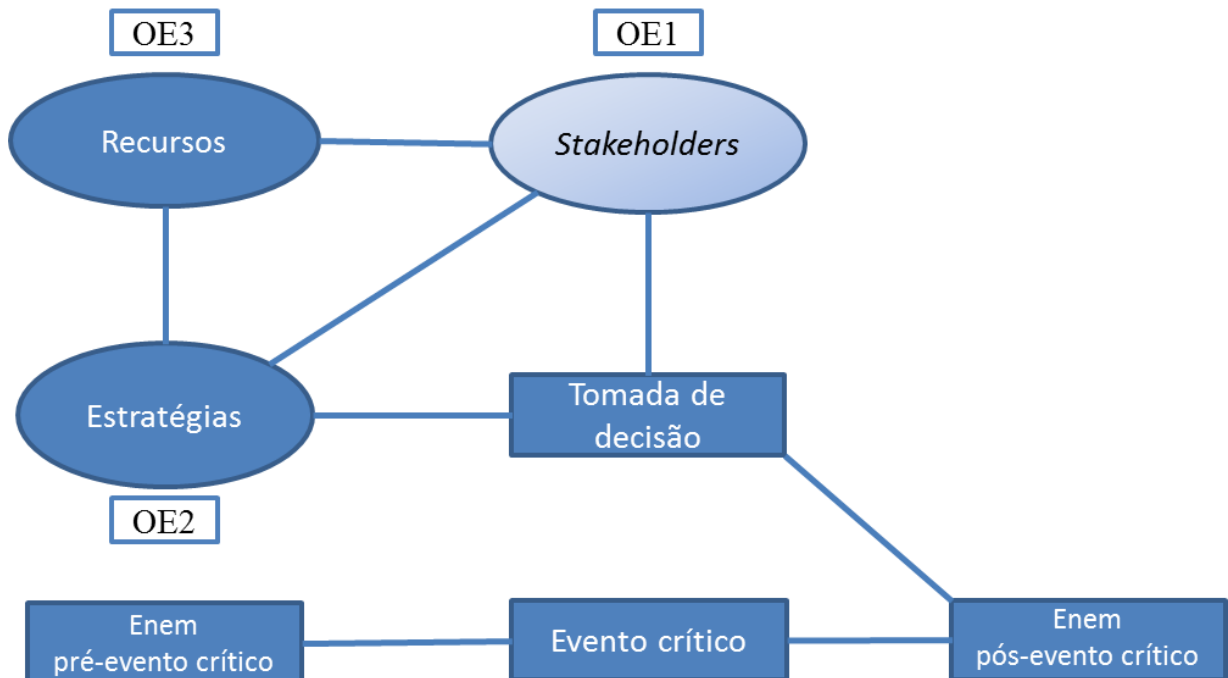 OE3
OE1
Recursos
Stakeholders
Estratégias
Tomada de
decisão
OE2
Enem
pré-evento crítico
Evento crítico
Enem
pós-evento crítico